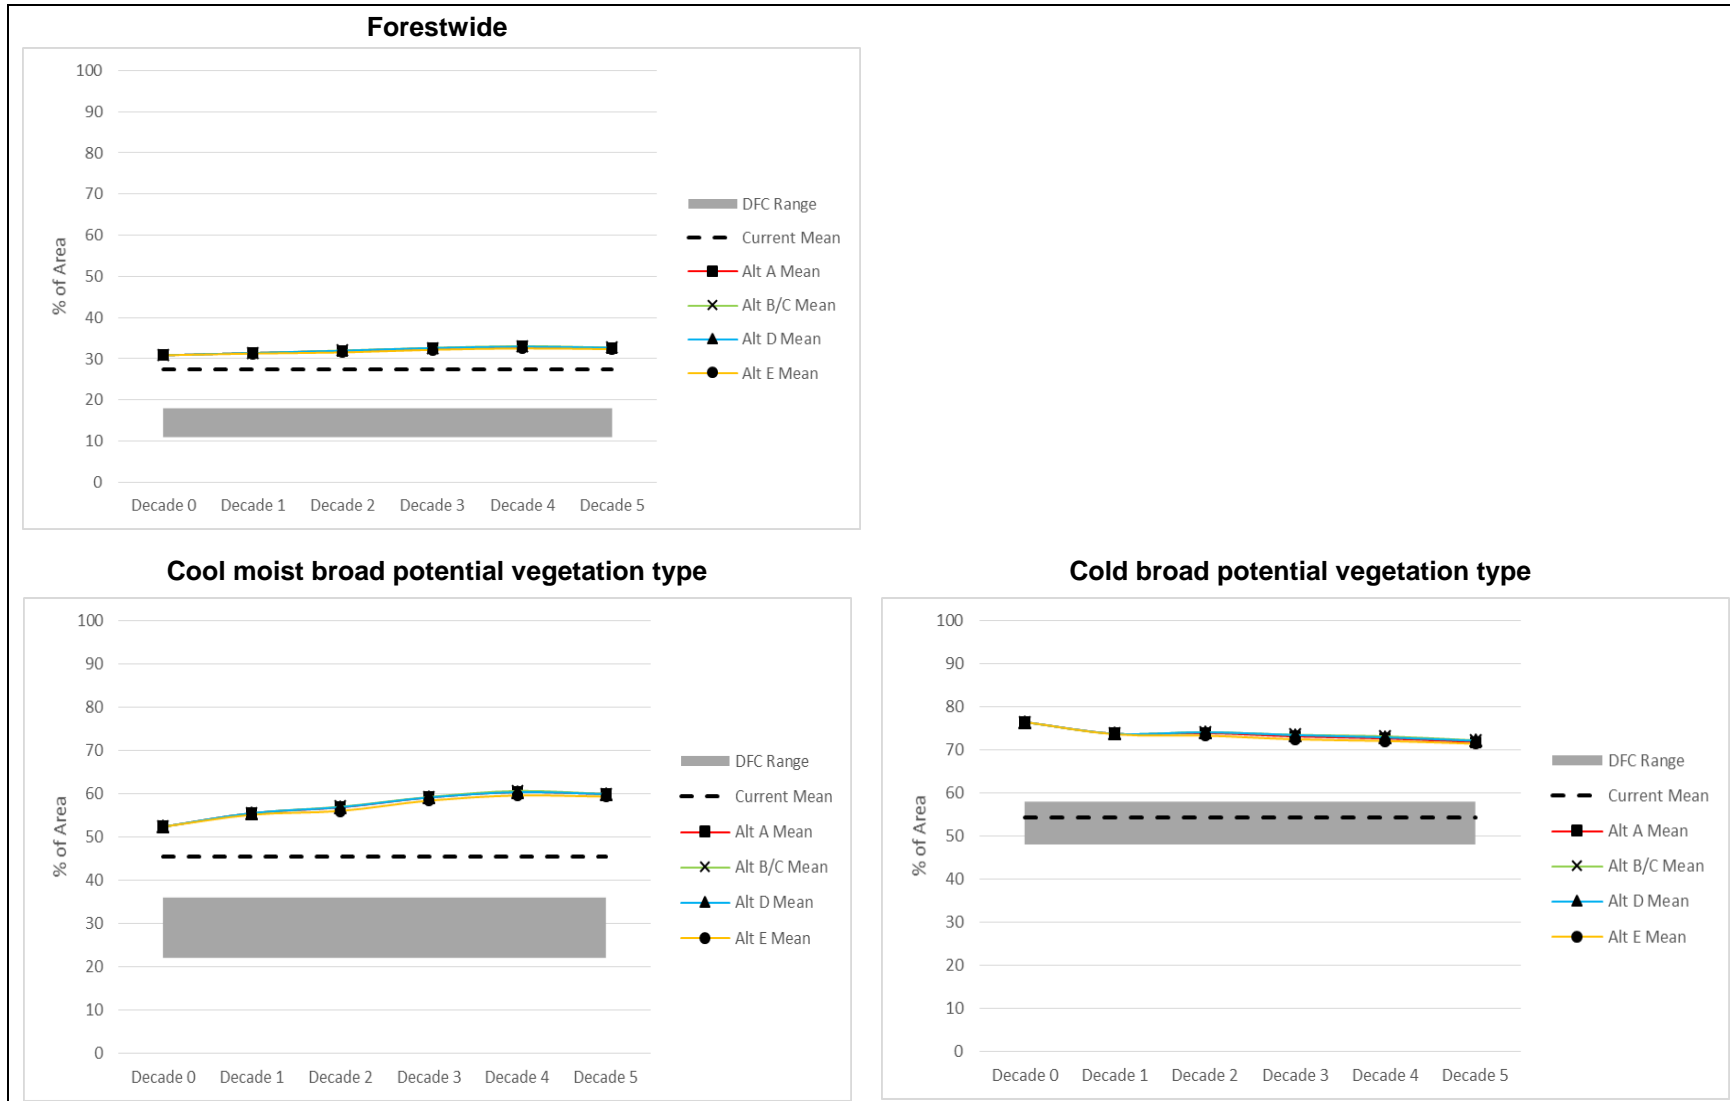 Forestwide
100
90
80
70
60
50
40
30
20
10
0
% of Area
Decade 0 Decade 1 Decade 2 Decade 3 Decade 4 Decade 5
DFC Range
Current Mean
Alt A Mean
Alt B/C Mean
Alt D Mean
Alt E Mean
Cool moist broad potential vegetation type
100
90
80
70
60
50
40
30
20
10
0
% of Area
Decade 0 Decade 1 Decade 2 Decade 3 Decade 4 Decade 5
DFC Range
Current Mean
Alt A Mean
Alt B/C Mean
Alt D Mean
Alt E Mean
Cold broad potential vegetation type
100
90
80
70
60
50
40
30
20
10
0
% of Area
Decade 0 Decade 1 Decade 2 Decade 3 Decade 4 Decade 5
DFC Range
Current Mean
Alt A Mean
Alt B/C Mean
Alt D Mean
Alt E Mean